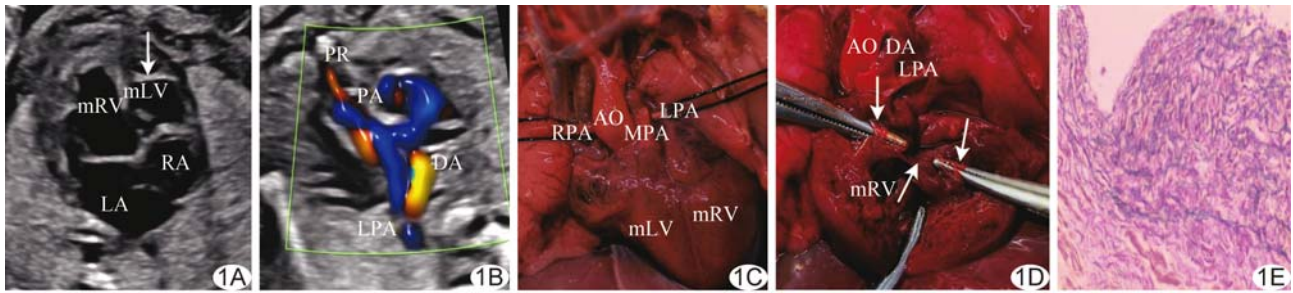 mRV mLV
RA
LA
1A
PR
PA
DA
LPA
1B
LPA
AO
RPA MPA
mRV
mLV
1C
AO DA
LPA
mRV
1D
1E